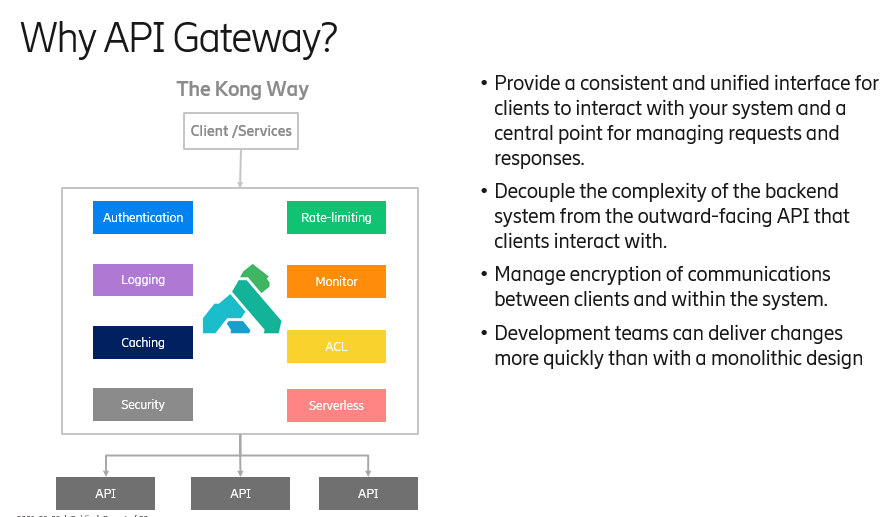 Why API Gateway?
The Kong Way
Client /Services
Authentication
Rate-limiting
Logging
Monitor
Caching
ACL
Security
Serverless
API
API
API
• Provide a consistent and unified interface for
clients to interact with your system and a
central point for managing requests and
responses.
• Decouple the complexity of the backend
system from the outward-facing API that
clients interact with.
• Manage encryption of communications
between clients and within the system.
• Development teams can deliver changes
more quickly than with a monolithic design